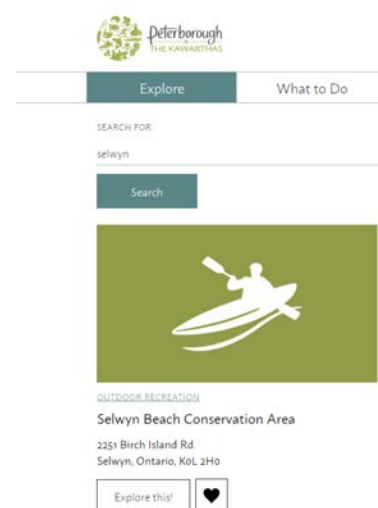 Peterborough
&
THE KAWARTHAS
Explore
What to Do
SEARCH FOR
selwyn
Search
OUTDOOR RECREATION
Selwyn Beach Conservation Area
2251 Birch Island Rd.
Selwyn, Ontario, K0L 2H0
Explore this!